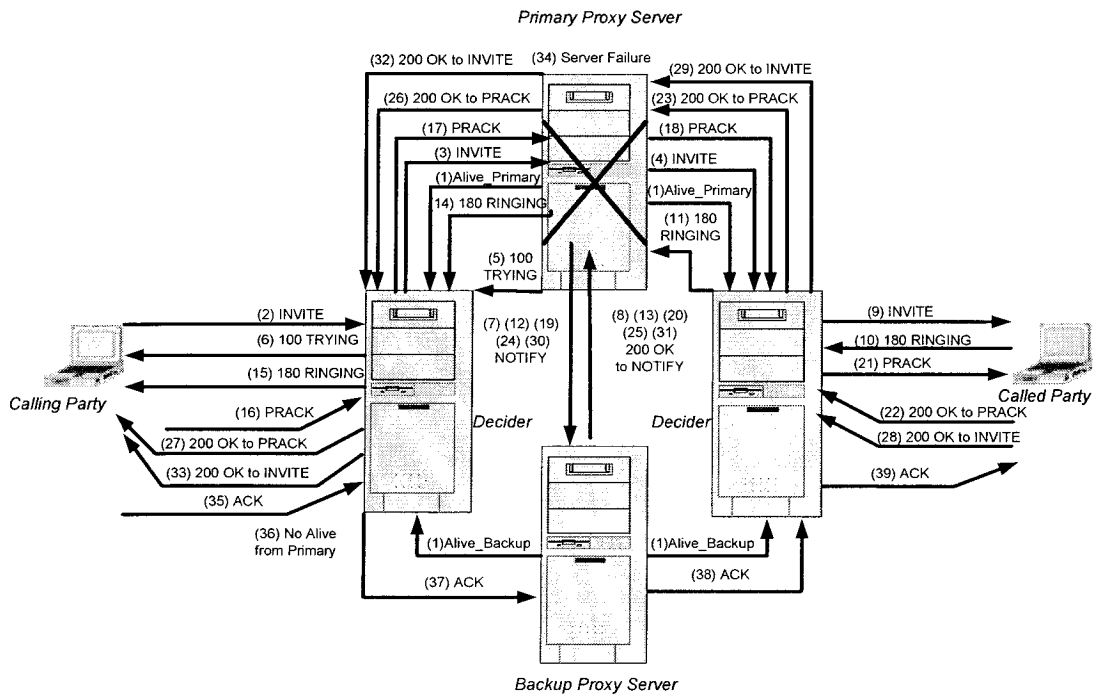 Primary Proxy Server
(32) 200 OK to INVITE
(34) Server Failure
(29) 200 OK to INVITE
(26) 200 OK to PRACK
(23) 200 OK to PRACK
(17) PRACK
(18) PRACK
(3) INVITE
(4) INVITE
(1)Alive_Primary
(1)Alive_Primary
14) 180 RINGING
(11) 180
RINGING
(5) 100
TRYING
(2) INVITE
(6) 100 TRYING
(15) 180 RINGING
(16) PRACK
(27) 200 OK to PRACK
(33) 200 OK to INVITE
(35) ACK
Calling Party
Decider
(7) (12) (19)
(24) (30)
NOTIFY
(8) (13) (20)
(25) (31)
200 OK
to NOTIFY
Decider
(9) INVITE
(10) 180 RINGING
(21) PRACK
(22) 200 OK to PRACK
(28) 200 OK to INVITE
(39) ACK
Called Party
(36) No Alive
from Primary
(1)Alive_Backup
(1)Alive_Backup
(37) ACK
(38) ACK
Backup Proxy Server